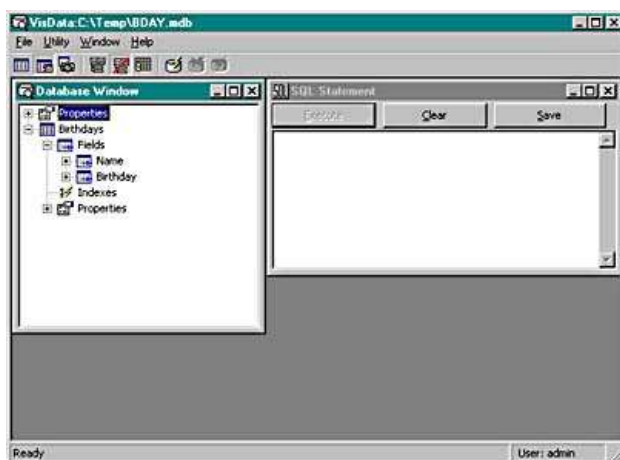 VisData:C:\Temp\BDAY.mdb
File Utility Window Help
Database Window
Properties
Birthdays
Fields
Name
Birthday
Indexes
Properties
SQL Statement
Execute Clear Save
Ready User: admin